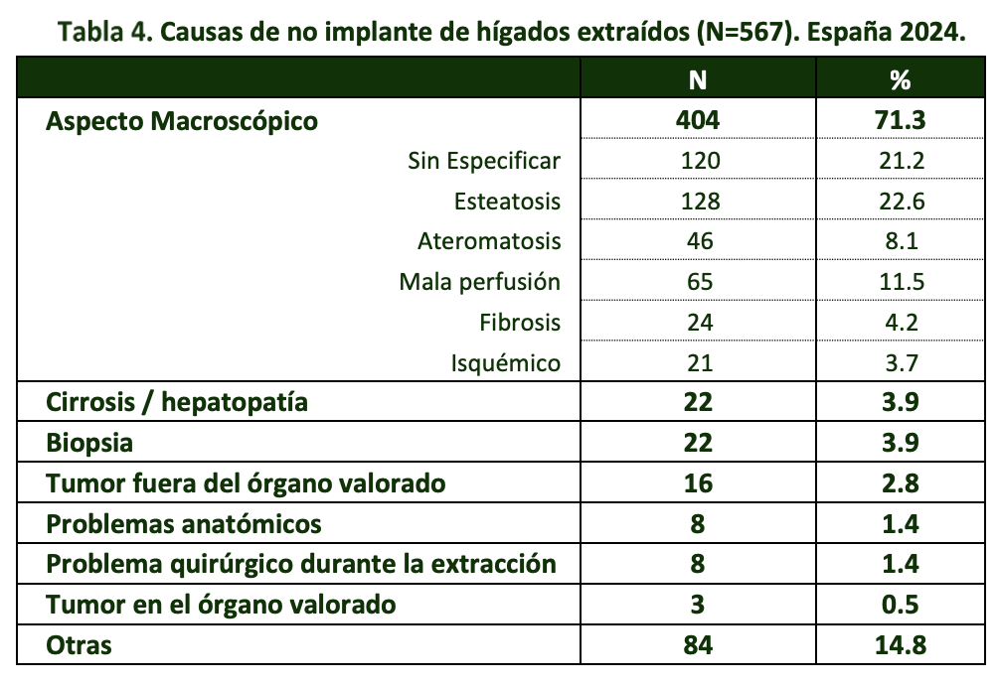 Tabla 4. Causas de no implante de hígados extraídos (N=567). España 2024.
N %
Aspecto Macroscópico 404 71.3
Sin Especificar 120 21.2
Esteatosis 128 22.6
Ateromatosis 46 8.1
Mala perfusión 65 11.5
Fibrosis 24 4.2
Isquémico 21 3.7
Cirrosis / hepatopatía 22 3.9
Biopsia 22 3.9
Tumor fuera del órgano valorado 16 2.8
Problemas anatómicos 8 1.4
Problema quirúrgico durante la extracción 8 1.4
Tumor en el órgano valorado 3 0.5
Otras 84 14.8